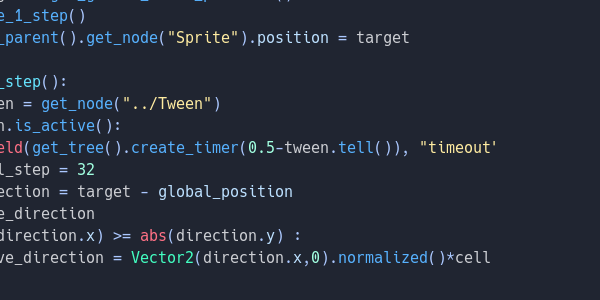 e_1_step()
_parent().get_node("Sprite").position = target
_step():
en = get_node("../Tween")
n.is_active():
eld(get_tree().create_timer(0.5-tween.tell()), "timeout'
l_step = 32
ection = target - global_position
e_direction
direction.x) >= abs(direction.y) :
ve_direction = Vector2(direction.x,0).normalized()*cell